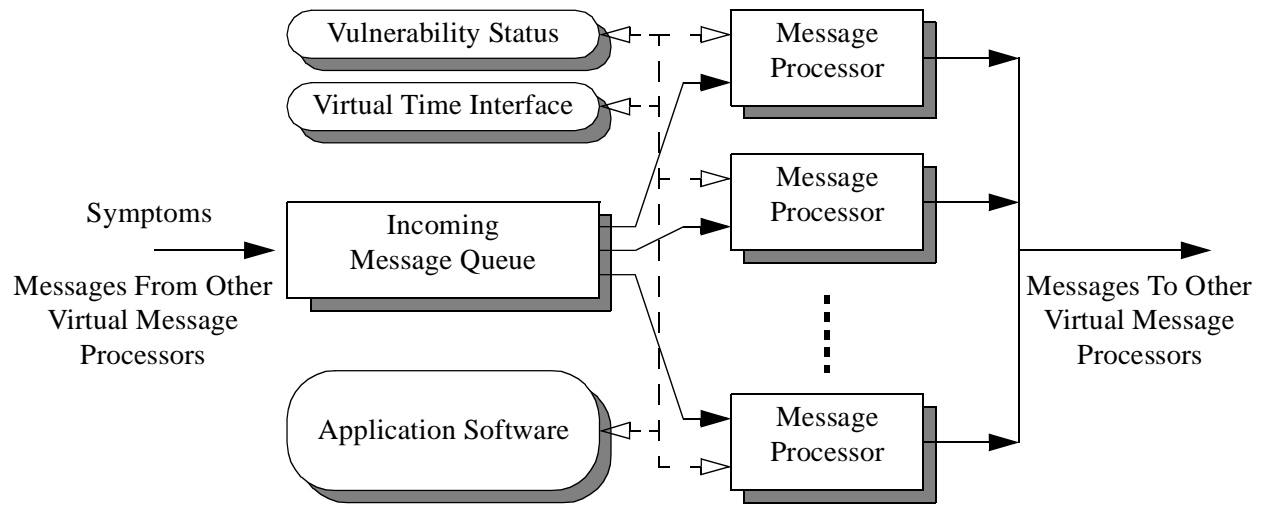 Vulnerability Status
Virtual Time Interface
Symptoms
Messages From Other
Virtual Message
Processors
Incoming
Message Queue
Application Software
Message
Processor
Message
Processor
Message
Processor
Messages To Other
Virtual Message
Processors